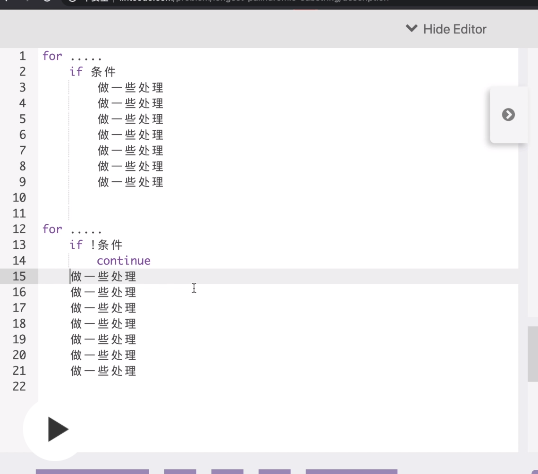 Hide Editor
1 for .....
2     if 条件
3         做一些处理
4         做一些处理
5         做一些处理
6         做一些处理
7         做一些处理
8         做一些处理
9         做一些处理
10
11
12 for .....
13     if !条件
14         continue
15     做一些处理
16     做一些处理
17     做一些处理
18     做一些处理
19     做一些处理
20     做一些处理
21     做一些处理
22